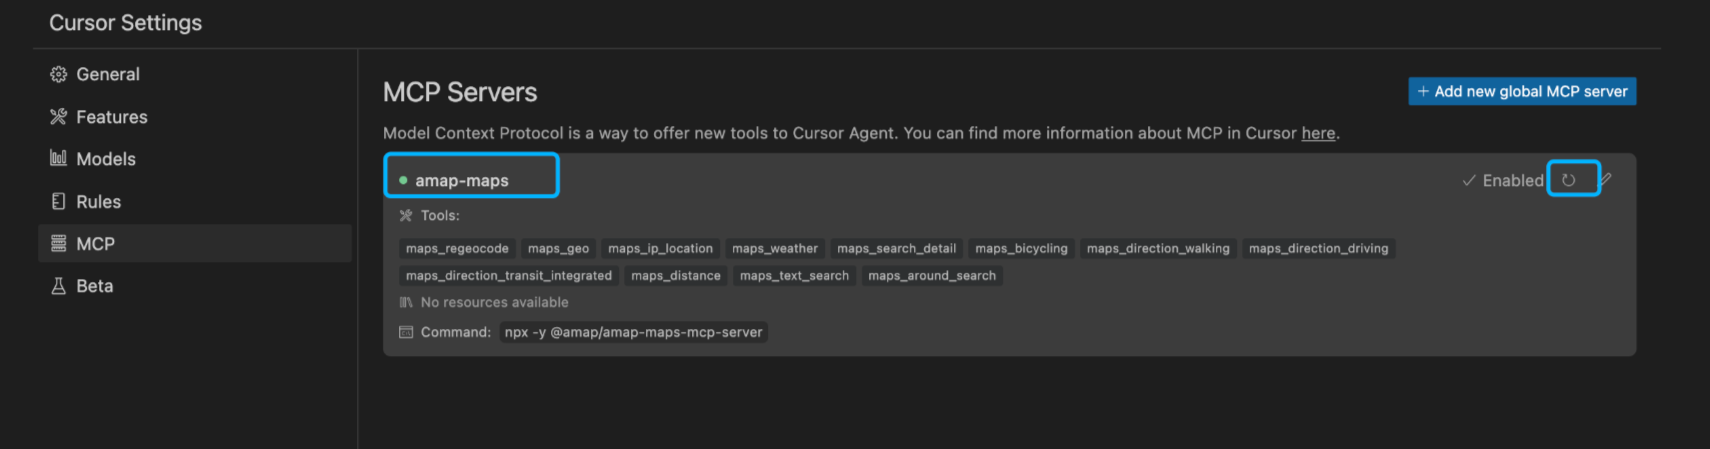 Cursor Settings
General
Features
Models
Rules
MCP
Beta
MCP Servers
+ Add new global MCP server
Model Context Protocol is a way to offer new tools to Cursor Agent. You can find more information about MCP in Cursor here.
amap-maps
Enabled
Tools:
maps_regeocode maps_geo maps_ip_location maps_weather maps_search_detail maps_bicycling maps_direction_walking maps_direction_driving
maps_direction_transit_integrated maps_distance maps_text_search maps_around_search
No resources available
Command: npx -y @amap/amap-maps-mcp-server